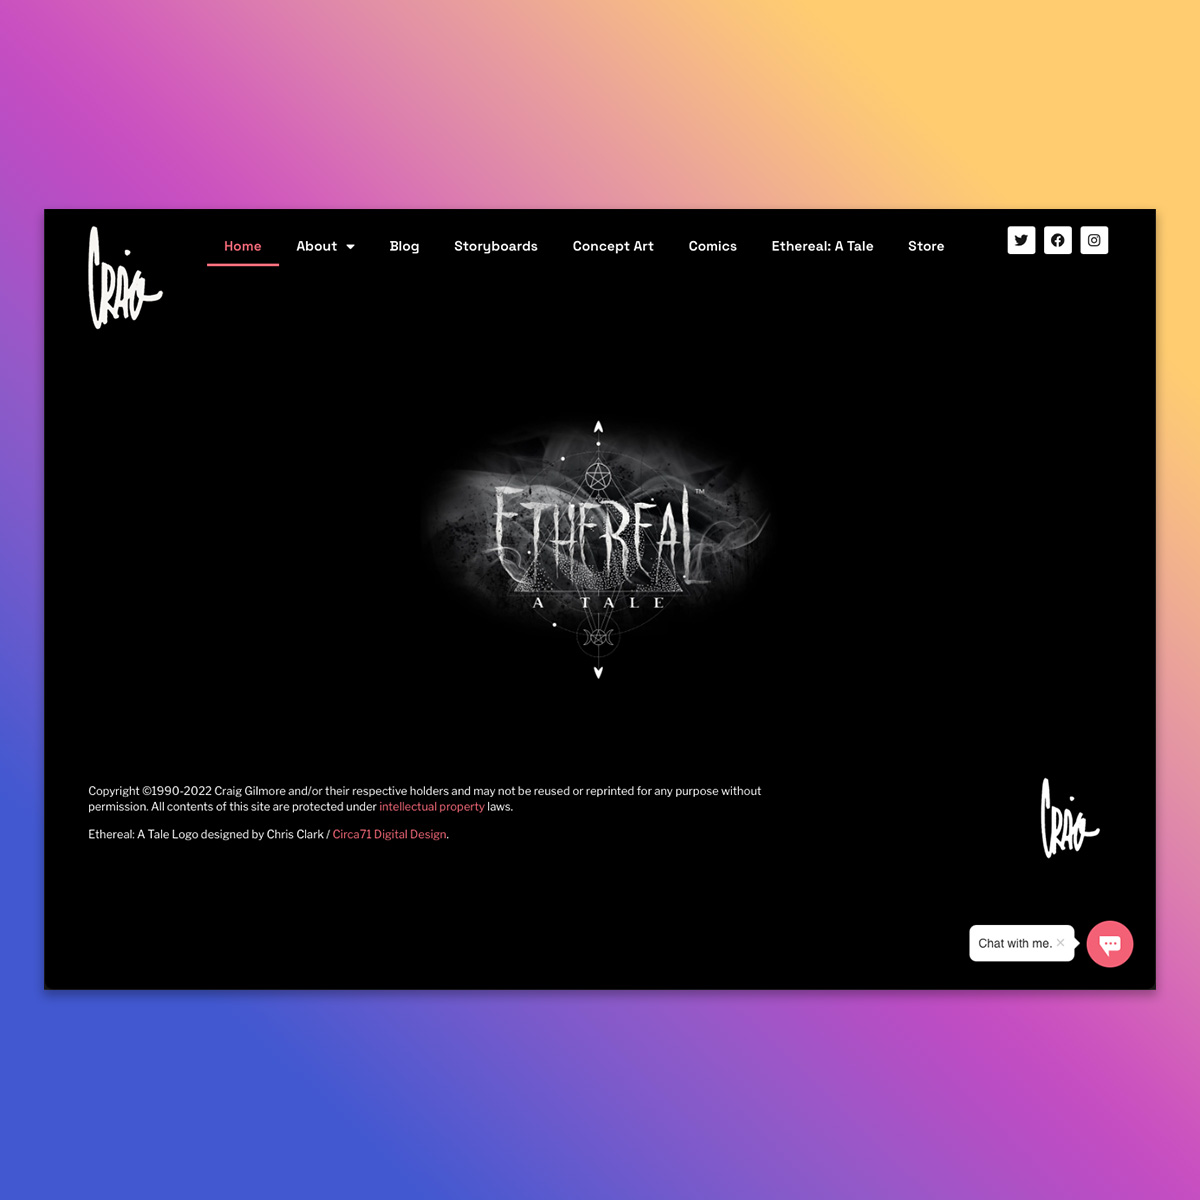 Craig
Home About Blog Storyboards Concept Art Comics Ethereal: A Tale Store
ETHEREAL ™
A TALE
Copyright ©1990-2022 Craig Gilmore and/or their respective holders and may not be reused or reprinted for any purpose without
permission. All contents of this site are protected under intellectual property laws.
Ethereal: A Tale Logo designed by Chris Clark / Circa71 Digital Design.
Craig
Chat with me. ×